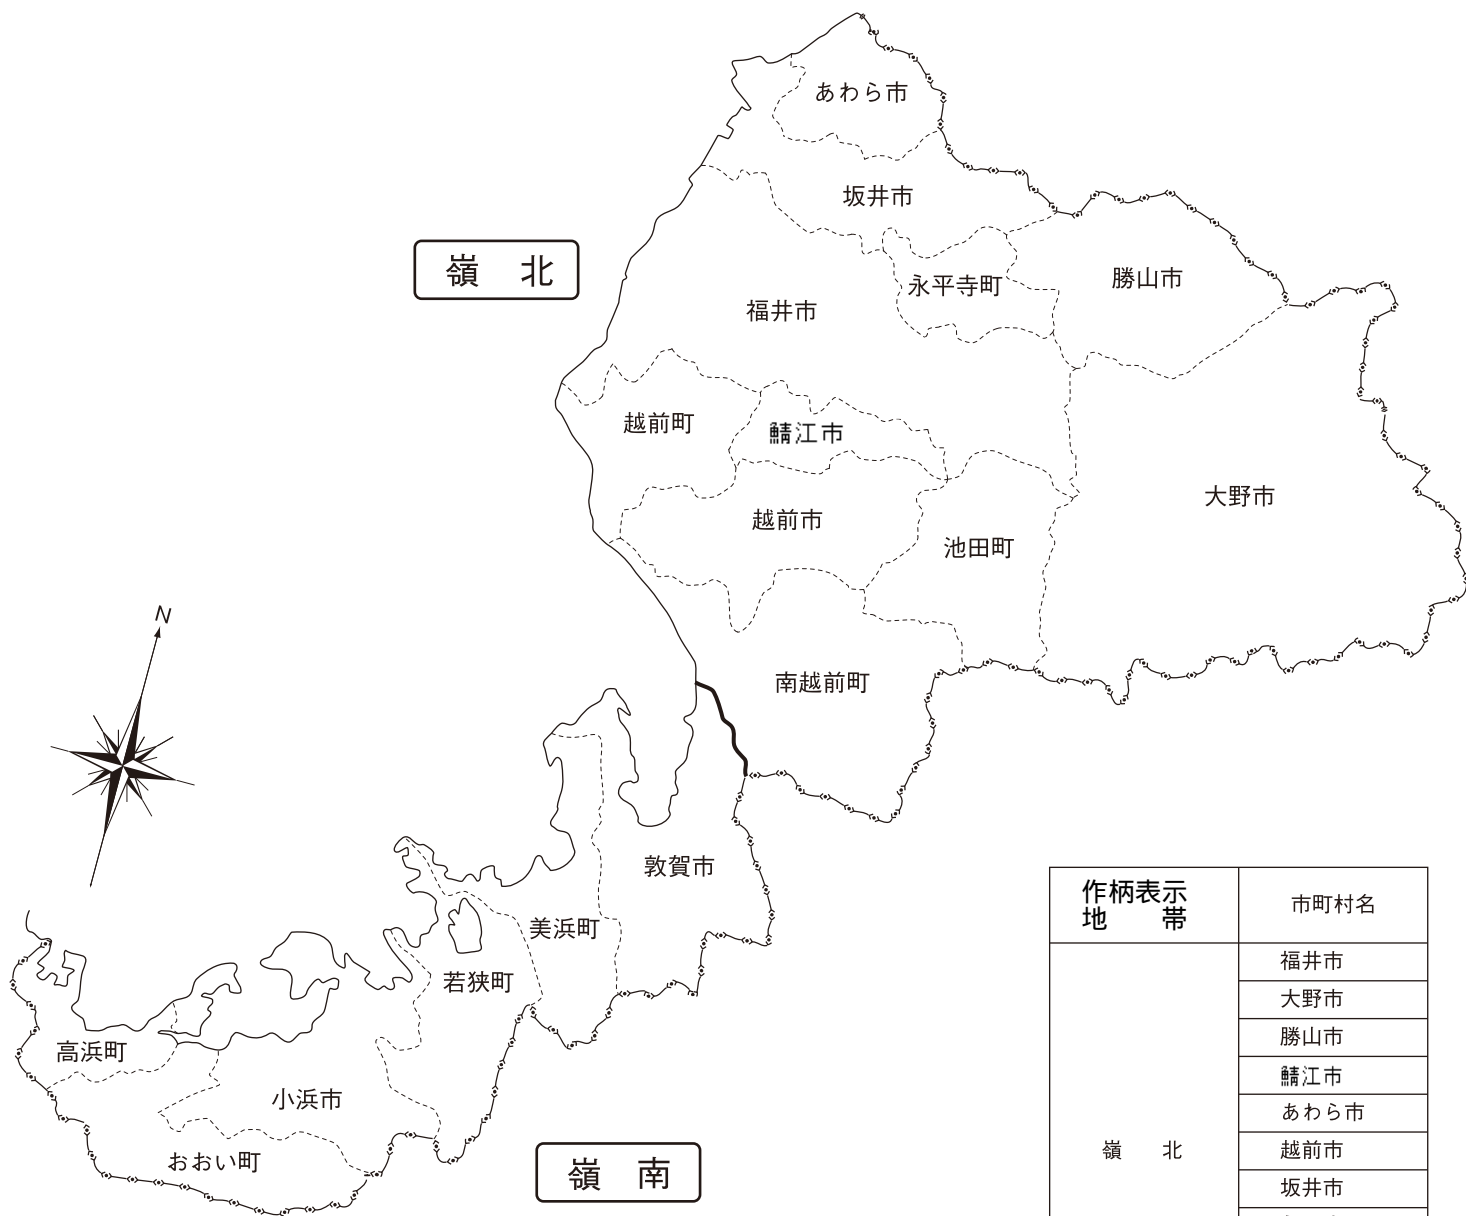 あわら市
坂井市
嶺 北
永平寺町
勝山市
福井市
越前町
鯖江市
大野市
越前市
池田町
N
南越前町
敦賀市
美浜町
若狭町
高浜町
小浜市
おおい町
嶺 南
作柄表示
地 帯
市町村名
福井市
大野市
勝山市
鯖江市
あわら市
嶺 北
越前市
坂井市